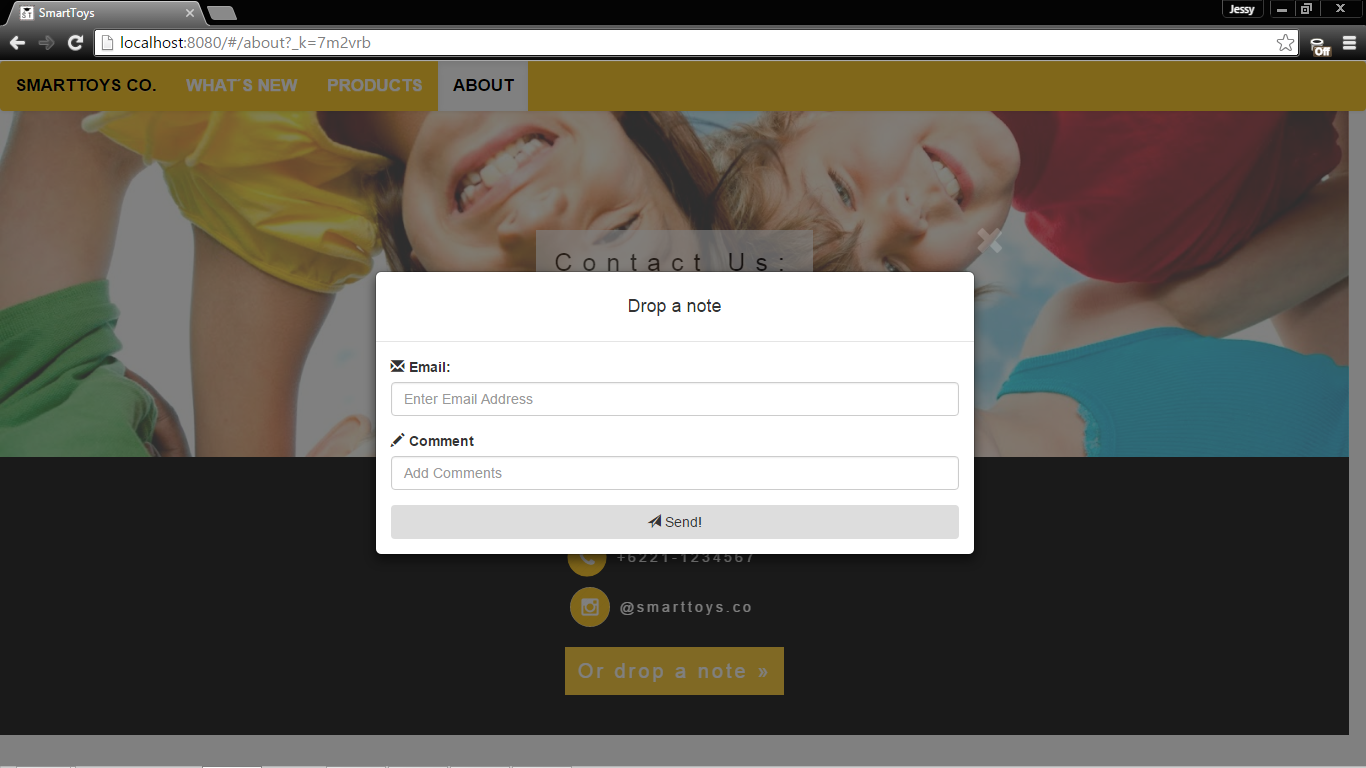 SmartToys
Jessy
localhost:8080/#/about?_k=7m2vrb
Off
SMARTTOYS CO. WHAT´S NEW PRODUCTS ABOUT
Contact Us:
Drop a note
Email:
Enter Email Address
Comment
Add Comments
Send!
+6221-1234567
@smarttoys.co
Or drop a note »